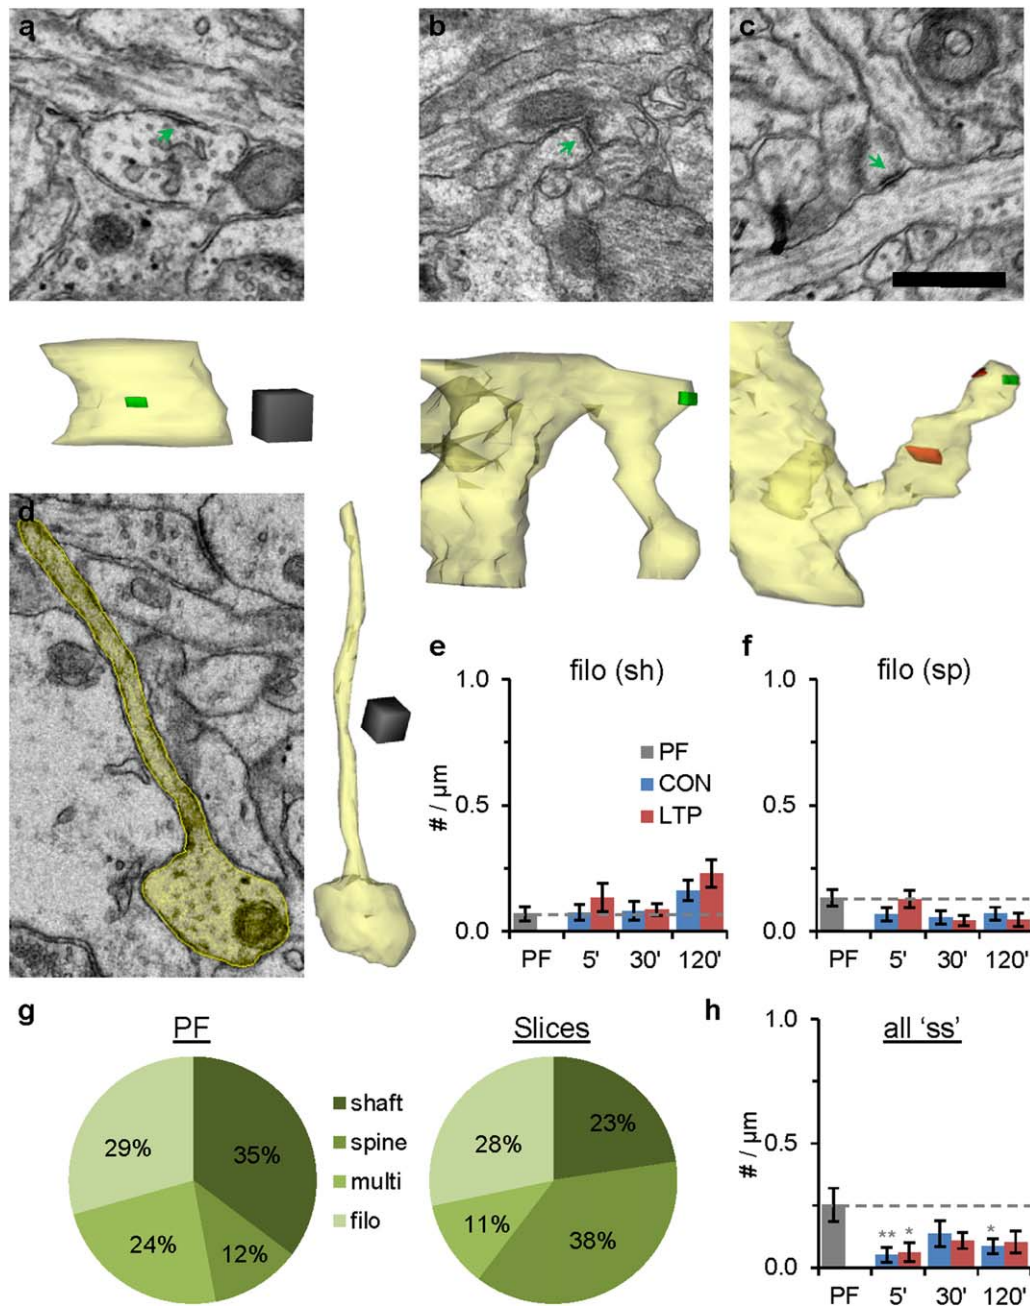 a
b
c
d
e
filo (sh)
1.0
0.5
0.0
# / µm
PF
CON
LTP
PF
5'
30'
120'
f
filo (sp)
1.0
0.5
0.0
PF
5'
30'
120'
g
PF
29%
35%
24%
12%
shaft
spine
multi
filo
Slices
28%
23%
11%
38%
h
all ‘ss’
1.0
0.5
0.0
# / µm
**
*
*
PF
5'
30'
120'